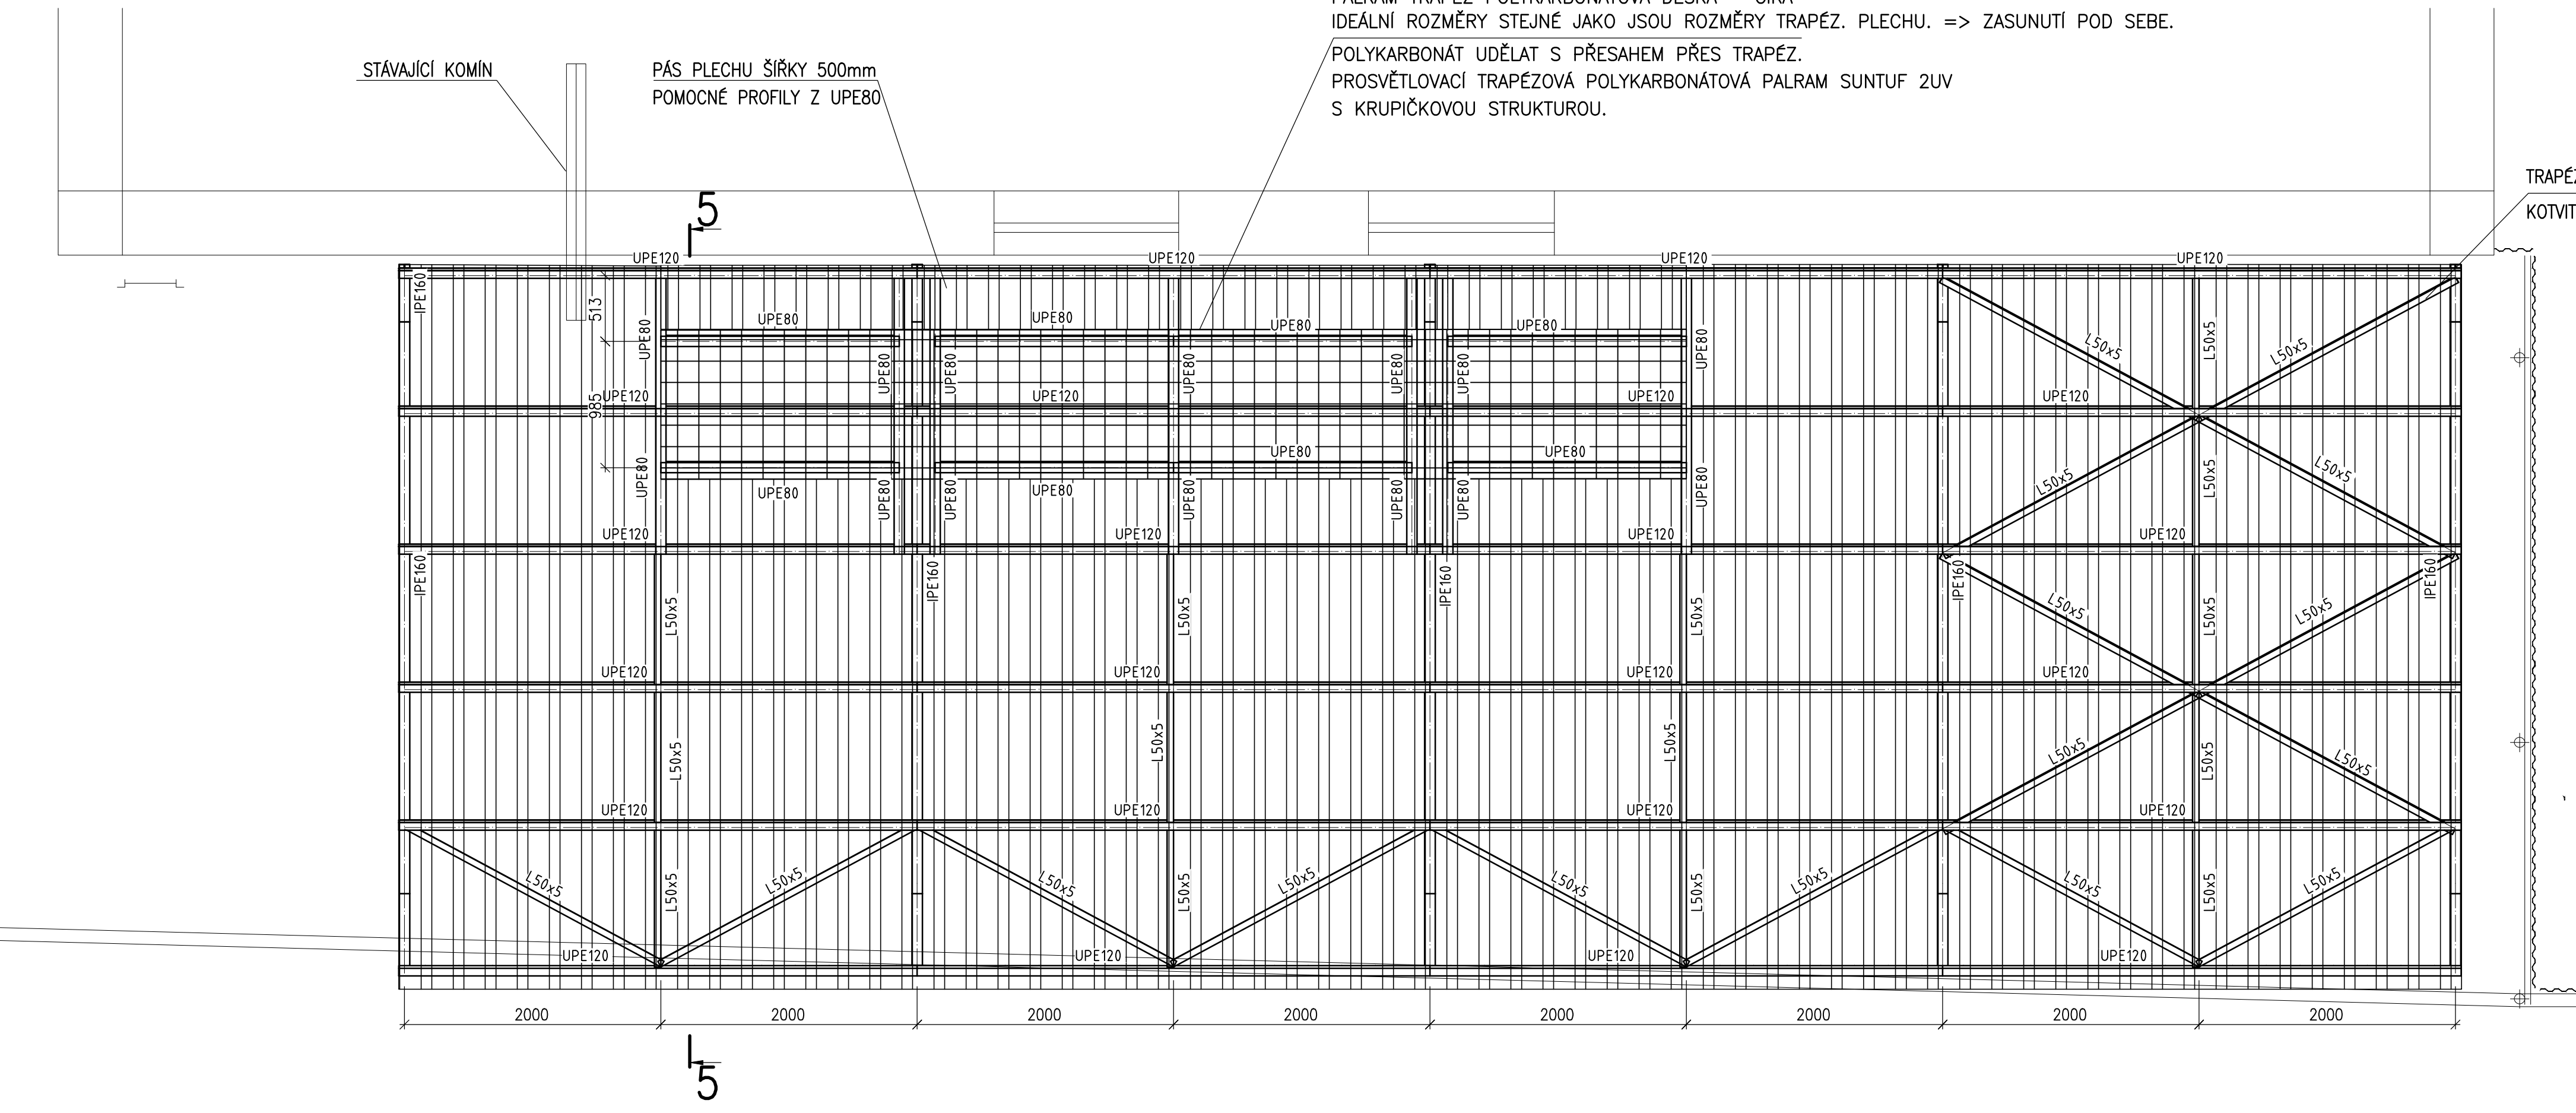 IDEÁLNÍ ROZMĚRY STEJNÉ JAKO JSOU ROZMĚRY TRAPÉZ. PLECHU. => ZASUNUTÍ POD SEBE.
POLYKARBONÁT UDĚLAT S PŘESAHEM PŘES TRAPÉZ.
PROSVĚTLOVACÍ TRAPÉZOVÁ POLYKARBONÁTOVÁ PALRAM SUNTUF 2UV
S KRUPIČKOVOU STRUKTUROU.
STÁVAJÍCÍ KOMÍN
PÁS PLECHU ŠÍŘKY 500mm
POMOCNÉ PROFILY Z UPE80
TRAPÉZ
KOTVIT
5
UPE120 UPE120 UPE120 UPE120
IPE160
513
UPE80
UPE80 UPE80 UPE80 UPE80
UPE80 UPE80 UPE80 UPE80 UPE80 UPE80
L50x5 L50x5 L50x5
985
UPE120 UPE120 UPE120 UPE120
UPE80 UPE80
UPE80
UPE80 UPE80
UPE80 UPE80 UPE80 UPE80 UPE80 UPE80
L50x5 L50x5 L50x5
UPE120 UPE120 UPE120 UPE120
IPE160 IPE160 IPE160 IPE160 IPE160
L50x5 L50x5 L50x5 L50x5 L50x5 L50x5
UPE120 UPE120 UPE120 UPE120
L50x5 L50x5 L50x5 L50x5 L50x5 L50x5
UPE120 UPE120 UPE120 UPE120
L50x5 L50x5 L50x5 L50x5 L50x5 L50x5 L50x5 L50x5 L50x5 L50x5 L50x5 L50x5
UPE120 UPE120 UPE120 UPE120
2000 2000 2000 2000 2000 2000 2000 2000
5